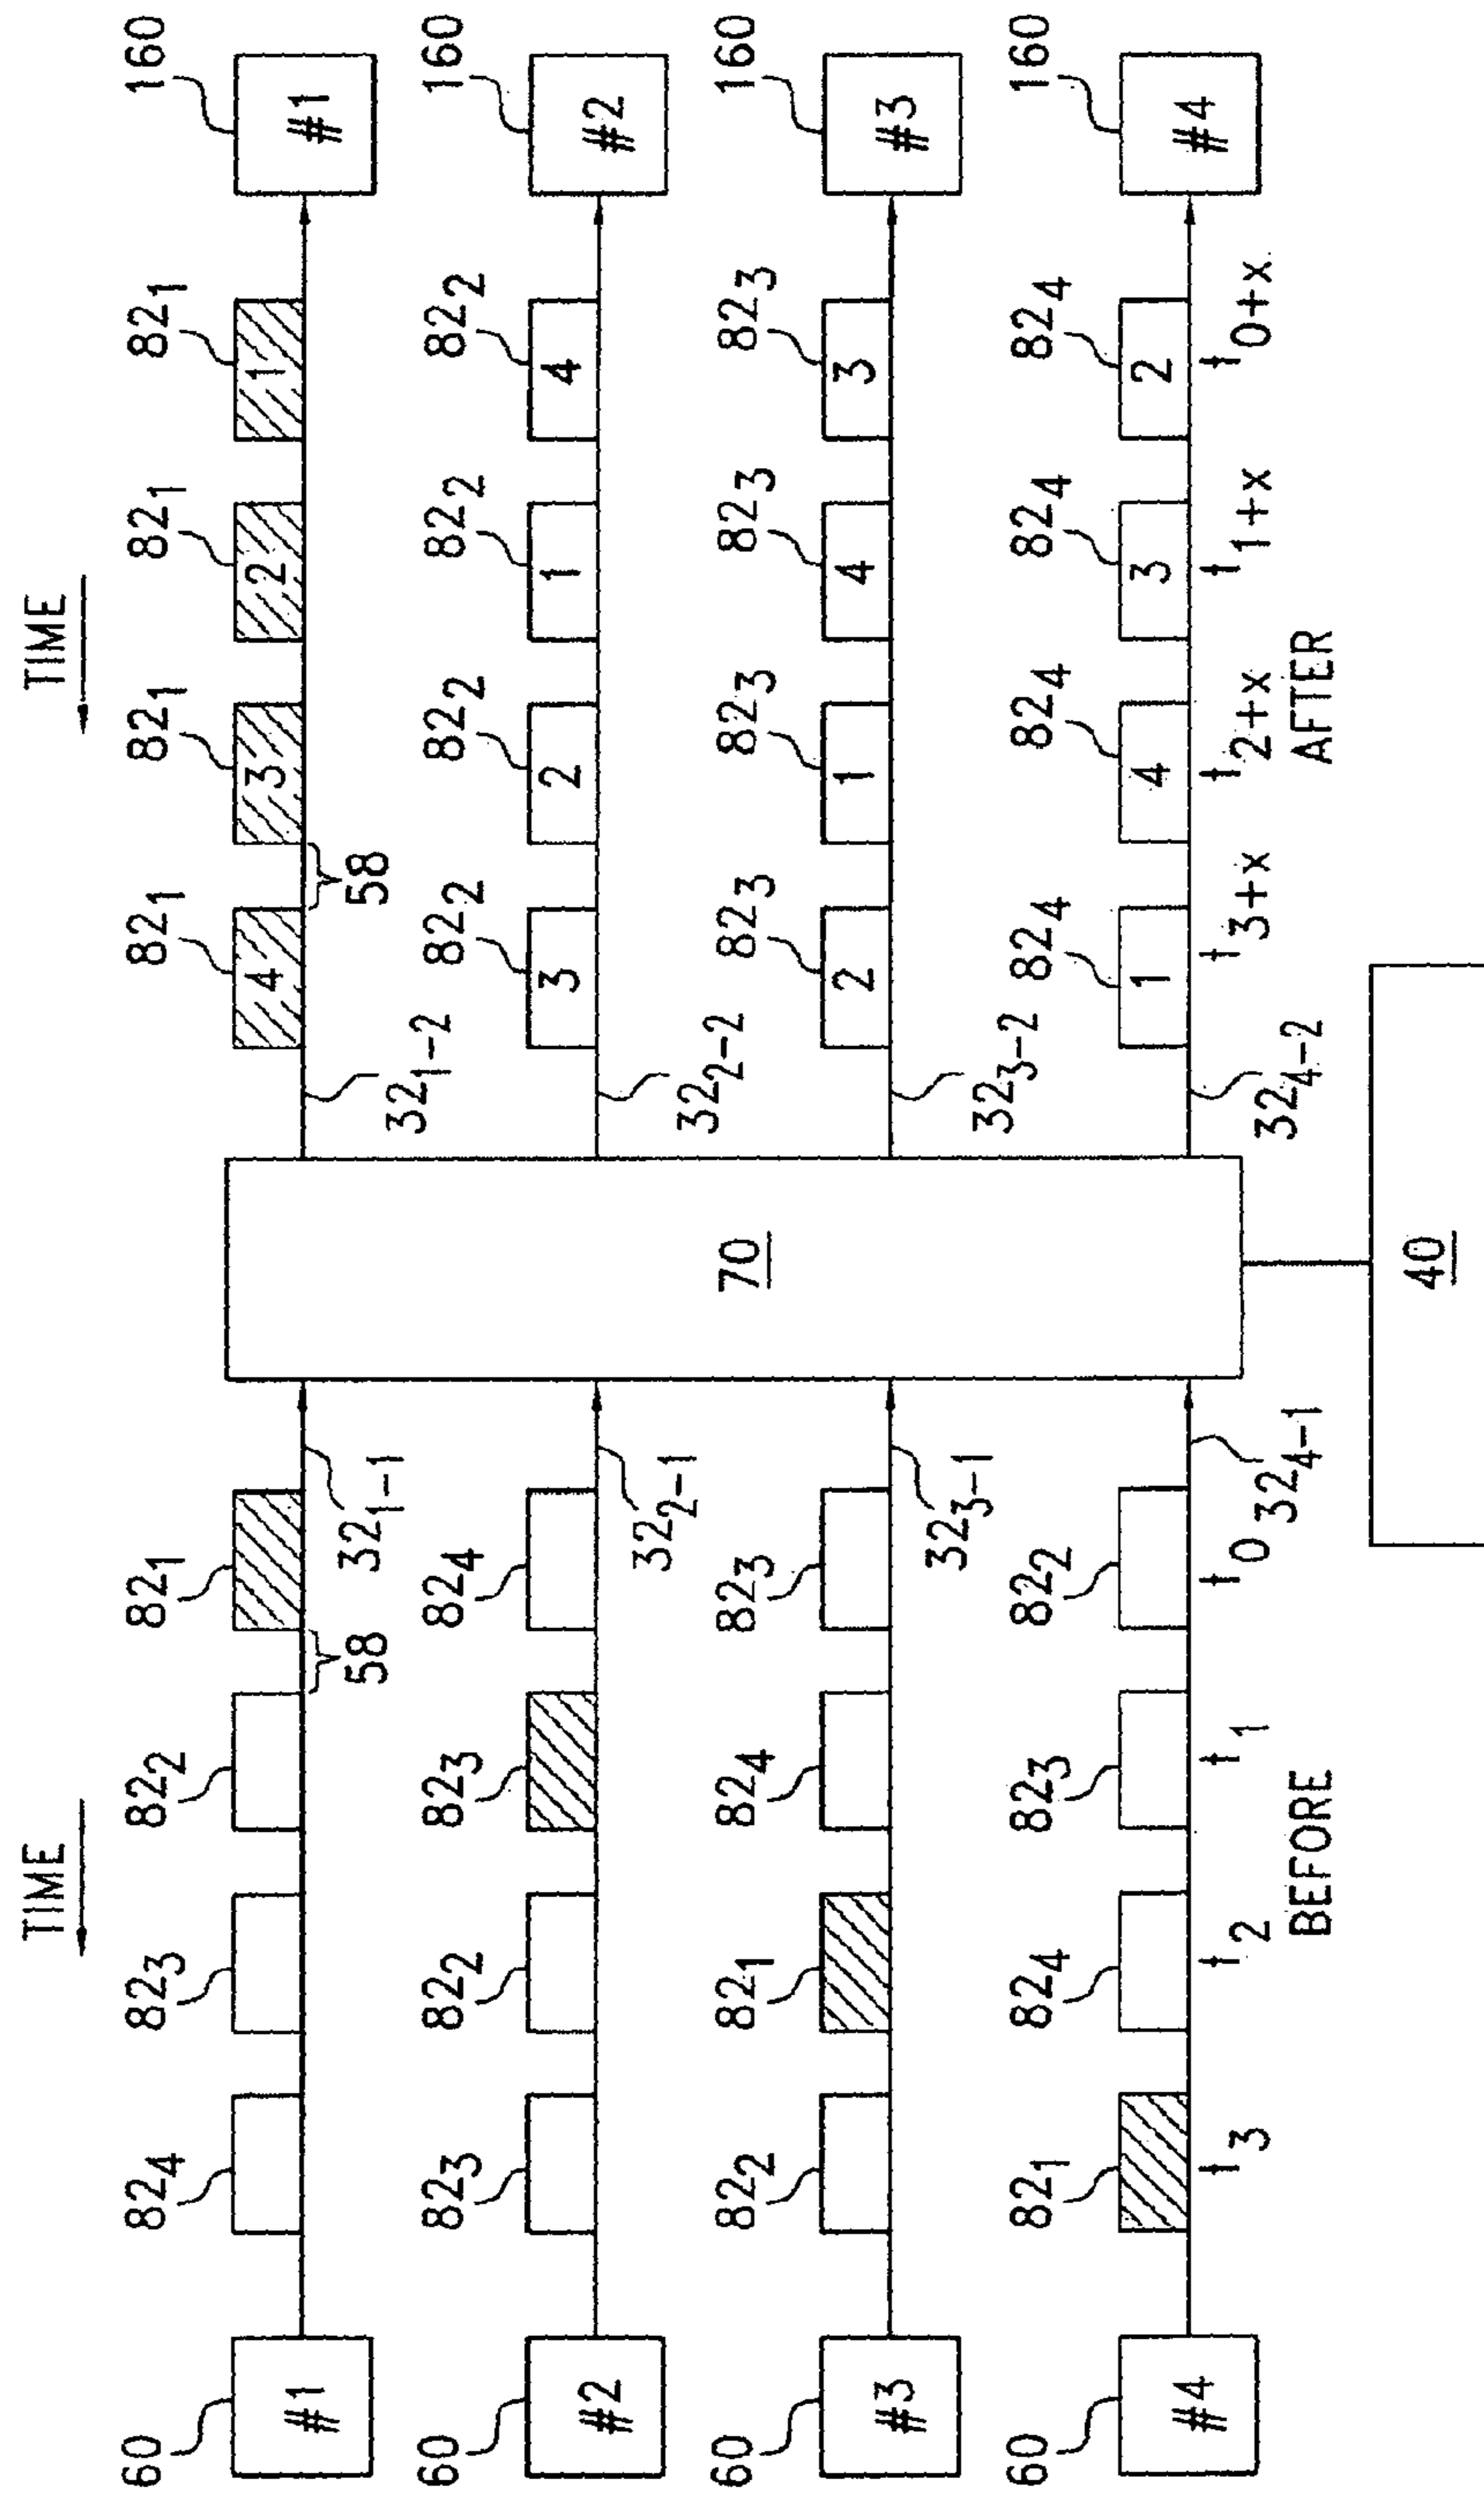 TIME TIME
60 82₄ 82₃ 82₂ 82₁ 82₁ 82₁ 82₁ 82₁ 160
#1 4 3 2 1 #1
58 32₁₋₁ 32₁₋₂ 58
60 82₃ 82₂ 82₃ 82₄ 82₂ 82₂ 82₂ 82₂ 160
#2 3 2 1 4 #2
32₂₋₁ 32₂₋₂
60 82₂ 82₁ 82₄ 82₃ 70 82₃ 82₃ 82₃ 82₃ 160
#3 2 1 4 3 #3
32₃₋₁ 32₃₋₂
60 82₁ 82₄ 82₃ 82₂ 82₄ 82₄ 82₄ 82₄ 160
#4 1 4 3 2 #4
t₃ t₂ t₁ t₀ 32₄₋₁ 32₄₋₂ t₃₊ₓ t₂₊ₓ t₁₊ₓ t₀₊ₓ
BEFORE AFTER
40